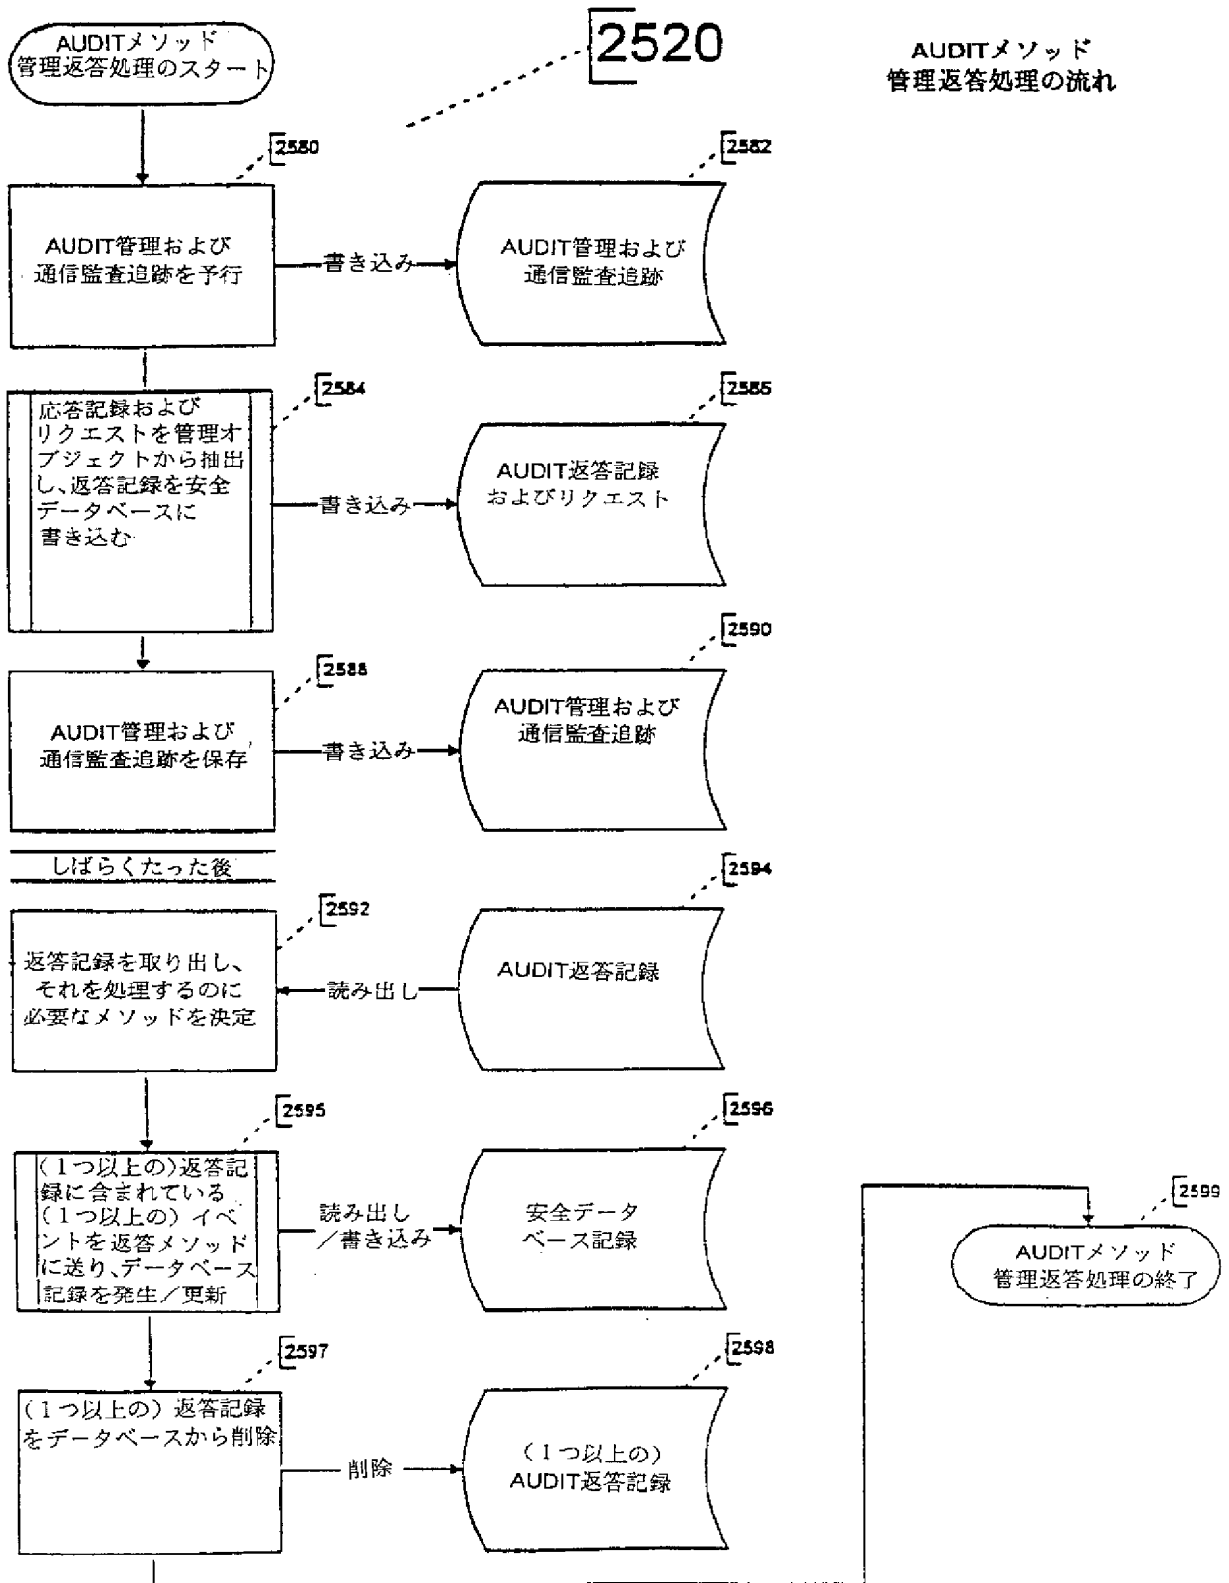 AUDITメソッド
管理返答処理のスタート
2520
AUDITメソッド
管理返答処理の流れ
2580
AUDIT管理および
通信監査追跡を予行
書き込み
2582
AUDIT管理および
通信監査追跡
2584
応答記録および
リクエストを管理オ
ブジェクトから抽出
し、返答記録を安全
データベースに
書き込む
書き込み
2586
AUDIT返答記録
およびリクエスト
2588
AUDIT管理および
通信監査追跡を保存
書き込み
2590
AUDIT管理および
通信監査追跡
しばらくたった後
2592
返答記録を取り出し、
それを処理するのに
必要なメソッドを決定
読み出し
2594
AUDIT返答記録
2595
（1つ以上の）返答記
録に含まれている
（1つ以上の）イベ
ントを返答メソッド
に送り、データベース
記録を発生／更新
読み出し
／書き込み
2596
安全データ
ベース記録
2597
（1つ以上の）返答記録
をデータベースから削除
削除
2598
（1つ以上の）
AUDIT返答記録
2599
AUDITメソッド
管理返答処理の終了